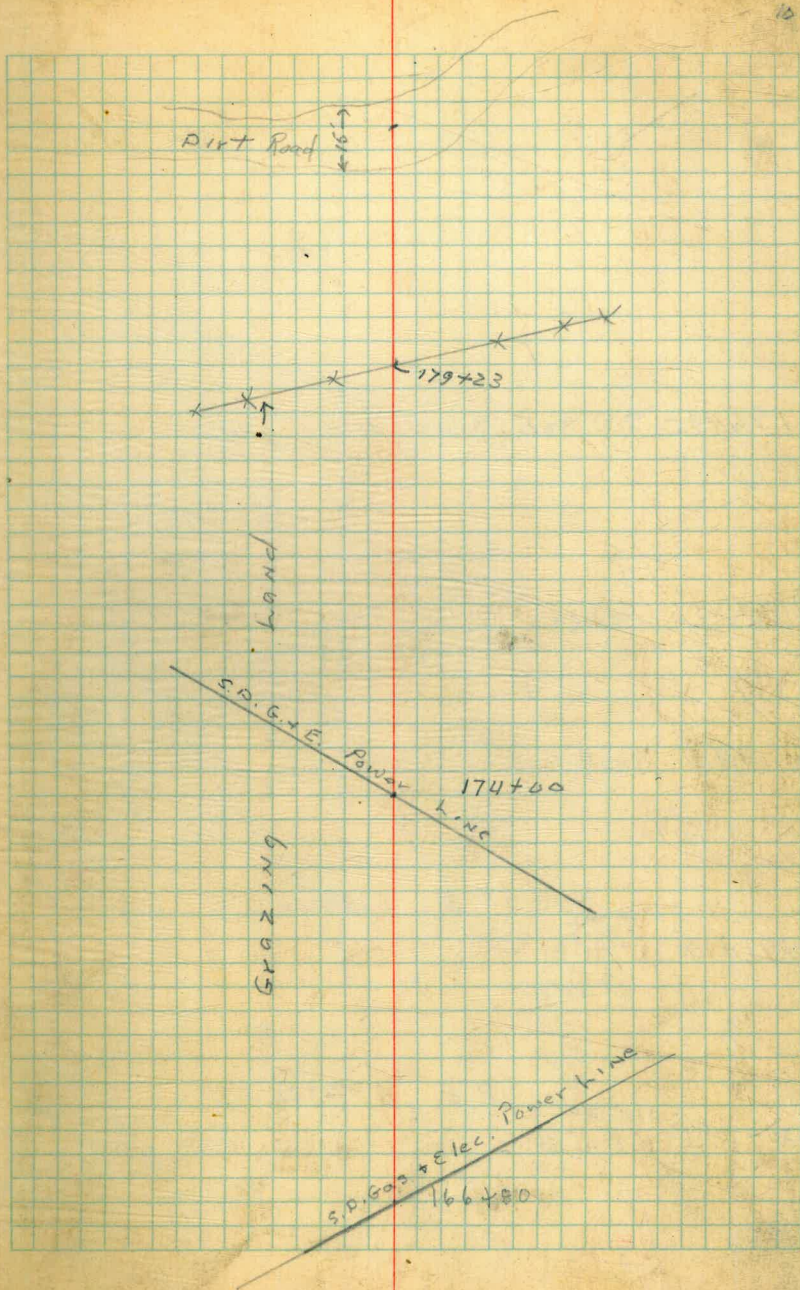 10
Dirt Road
16'
179+23
Grazing Land
S.D.G.+E. Power Line
174+00
S.D. Gas & Elec. Power Line
166+80